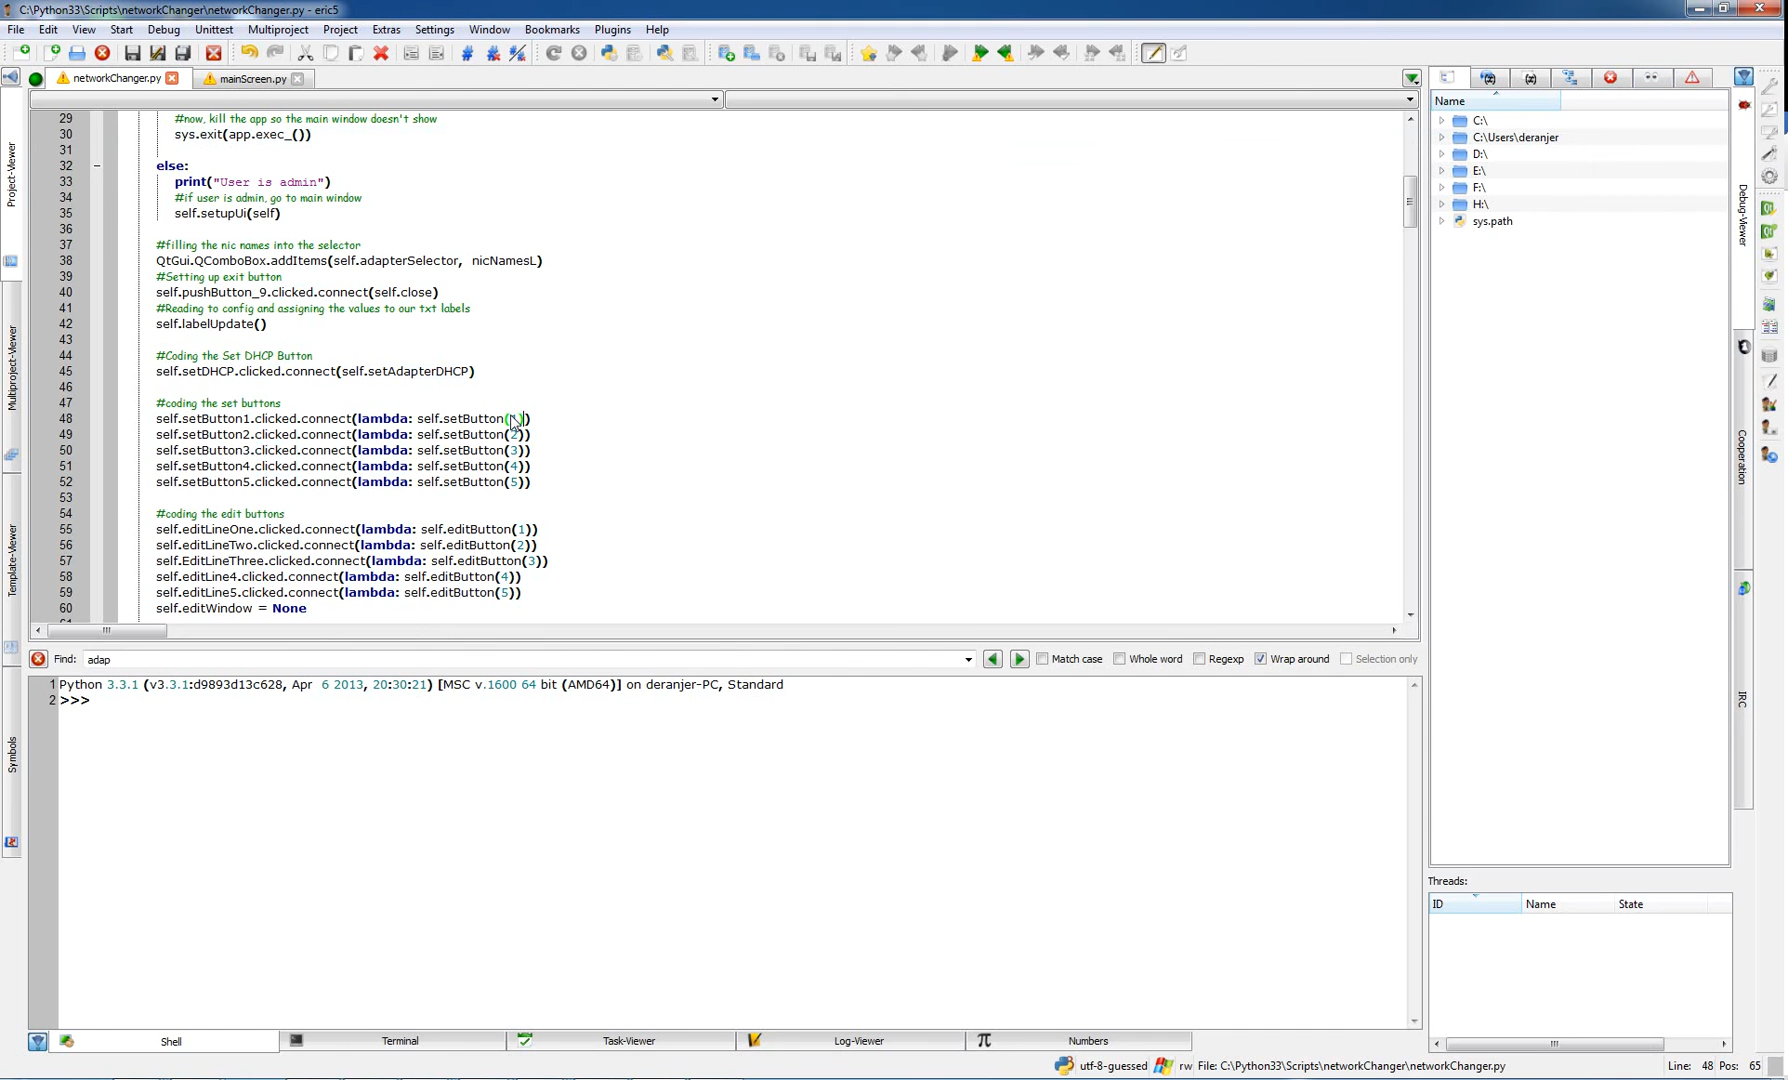 C:\Python33\Scripts\networkChanger\networkChanger.py - eric5
File Edit View Start Debug Unittest Multiproject Project Extras Settings Window Bookmarks Plugins Help
networkChanger.py mainScreen.py
29 #now, kill the app so the main window doesn't show
30 sys.exit(app.exec_())
31
32 else:
33 print("User is admin")
34 #if user is admin, go to main window
35 self.setupUi(self)
36
37 #filling the nic names into the selector
38 QtGui.QComboBox.addItems(self.adapterSelector, nicNamesL)
39 #Setting up exit button
40 self.pushButton_9.clicked.connect(self.close)
41 #Reading to config and assigning the values to our txt labels
42 self.labelUpdate()
43
44 #Coding the Set DHCP Button
45 self.setDHCP.clicked.connect(self.setAdapterDHCP)
46
47 #coding the set buttons
48 self.setButton1.clicked.connect(lambda: self.setButton( ))
49 self.setButton2.clicked.connect(lambda: self.setButton(2))
50 self.setButton3.clicked.connect(lambda: self.setButton(3))
51 self.setButton4.clicked.connect(lambda: self.setButton(4))
52 self.setButton5.clicked.connect(lambda: self.setButton(5))
53
54 #coding the edit buttons
55 self.editLineOne.clicked.connect(lambda: self.editButton(1))
56 self.editLineTwo.clicked.connect(lambda: self.editButton(2))
57 self.EditLineThree.clicked.connect(lambda: self.editButton(3))
58 self.editLine4.clicked.connect(lambda: self.editButton(4))
59 self.editLine5.clicked.connect(lambda: self.editButton(5))
60 self.editWindow = None
Find: adap Match case Whole word Regexp Wrap around Selection only
1 Python 3.3.1 (v3.3.1:d9893d13c628, Apr 6 2013, 20:30:21) [MSC v.1600 64 bit (AMD64)] on deranjer-PC, Standard
2 >>>
Shell Terminal Task-Viewer Log-Viewer Numbers
utf-8-guessed rw File: C:\Python33\Scripts\networkChanger\networkChanger.py Line: 48 Pos: 65
Project-Viewer
Multiproject-Viewer
Template-Viewer
Symbols
Name
C:\
C:\Users\deranjer
D:\
E:\
F:\
H:\
sys.path
Threads:
ID Name State
Debug-Viewer
Cooperation
IRC